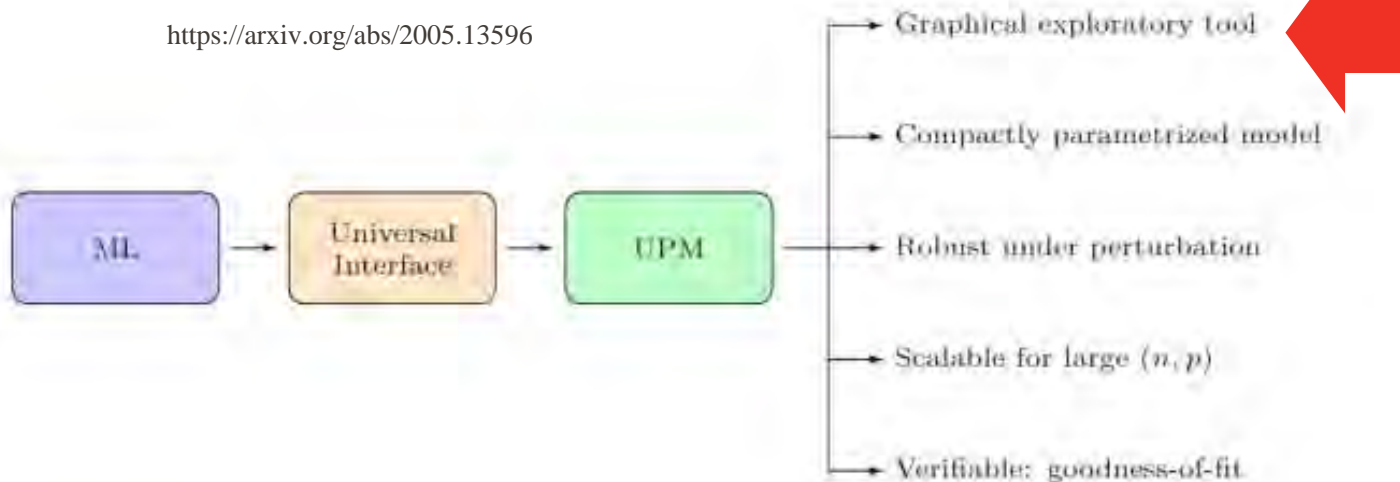 https://arxiv.org/abs/2005.13596
ML
Universal
Interface
UPM
Graphical exploratory tool
Compactly parametrized model
Robust under perturbation
Scalable for large (n, p)
Verifiable: goodness-of-fit